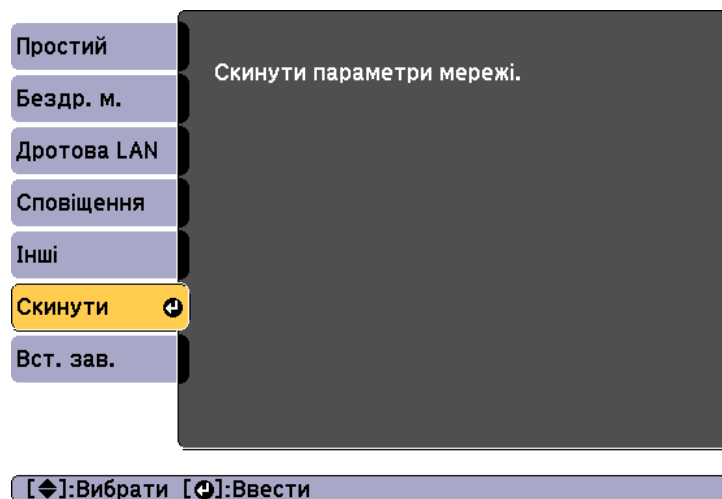 Простий
Бездр. м.
Дротова LAN
Сповіщення
Інші
Скинути
Вст. зав.
Скинути параметри мережі.
[◆]:Вибрати [↵]:Ввести